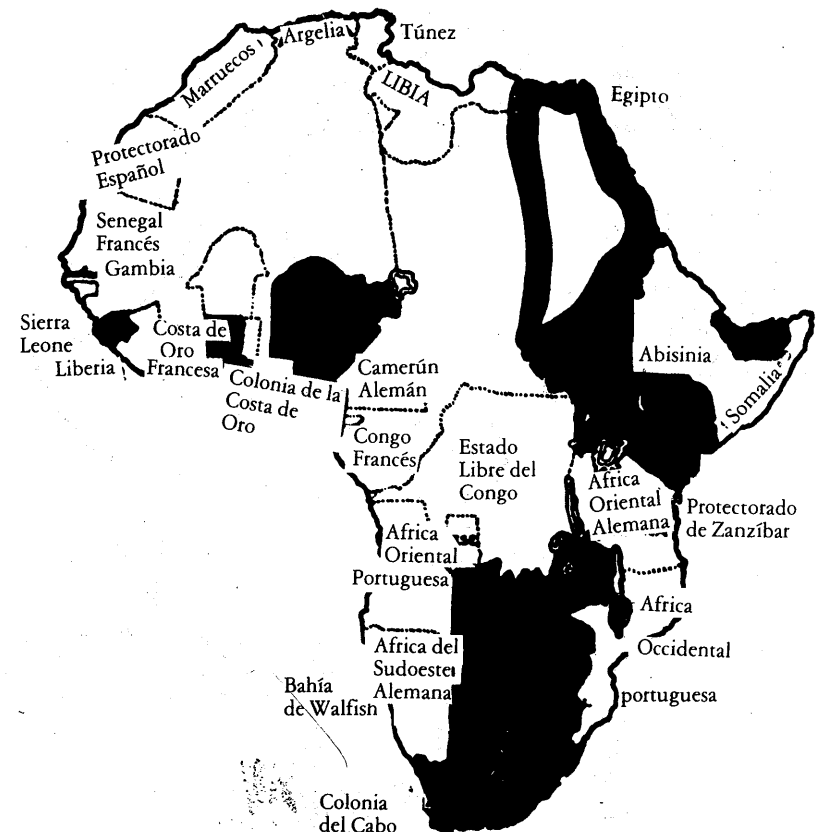 Argelia
Túnez
Marruecos
LIBIA
Egipto
Protectorado
Español
Senegal
Francés
Gambia
Sierra
Leone
Liberia
Costa de
Oro
Francesa
Colonia de la
Costa de
Oro
Camerún
Alemán
Abisinia
Somalia
Congo
Francés
Estado
Libre del
Congo
Africa
Oriental
Alemana
Protectorado
de Zanzíbar
Africa
Oriental
Portuguesa
Africa
Occidental
portuguesa
Africa del
Sudoeste
Alemana
Bahía
de Walfish
Colonia
del Cabo